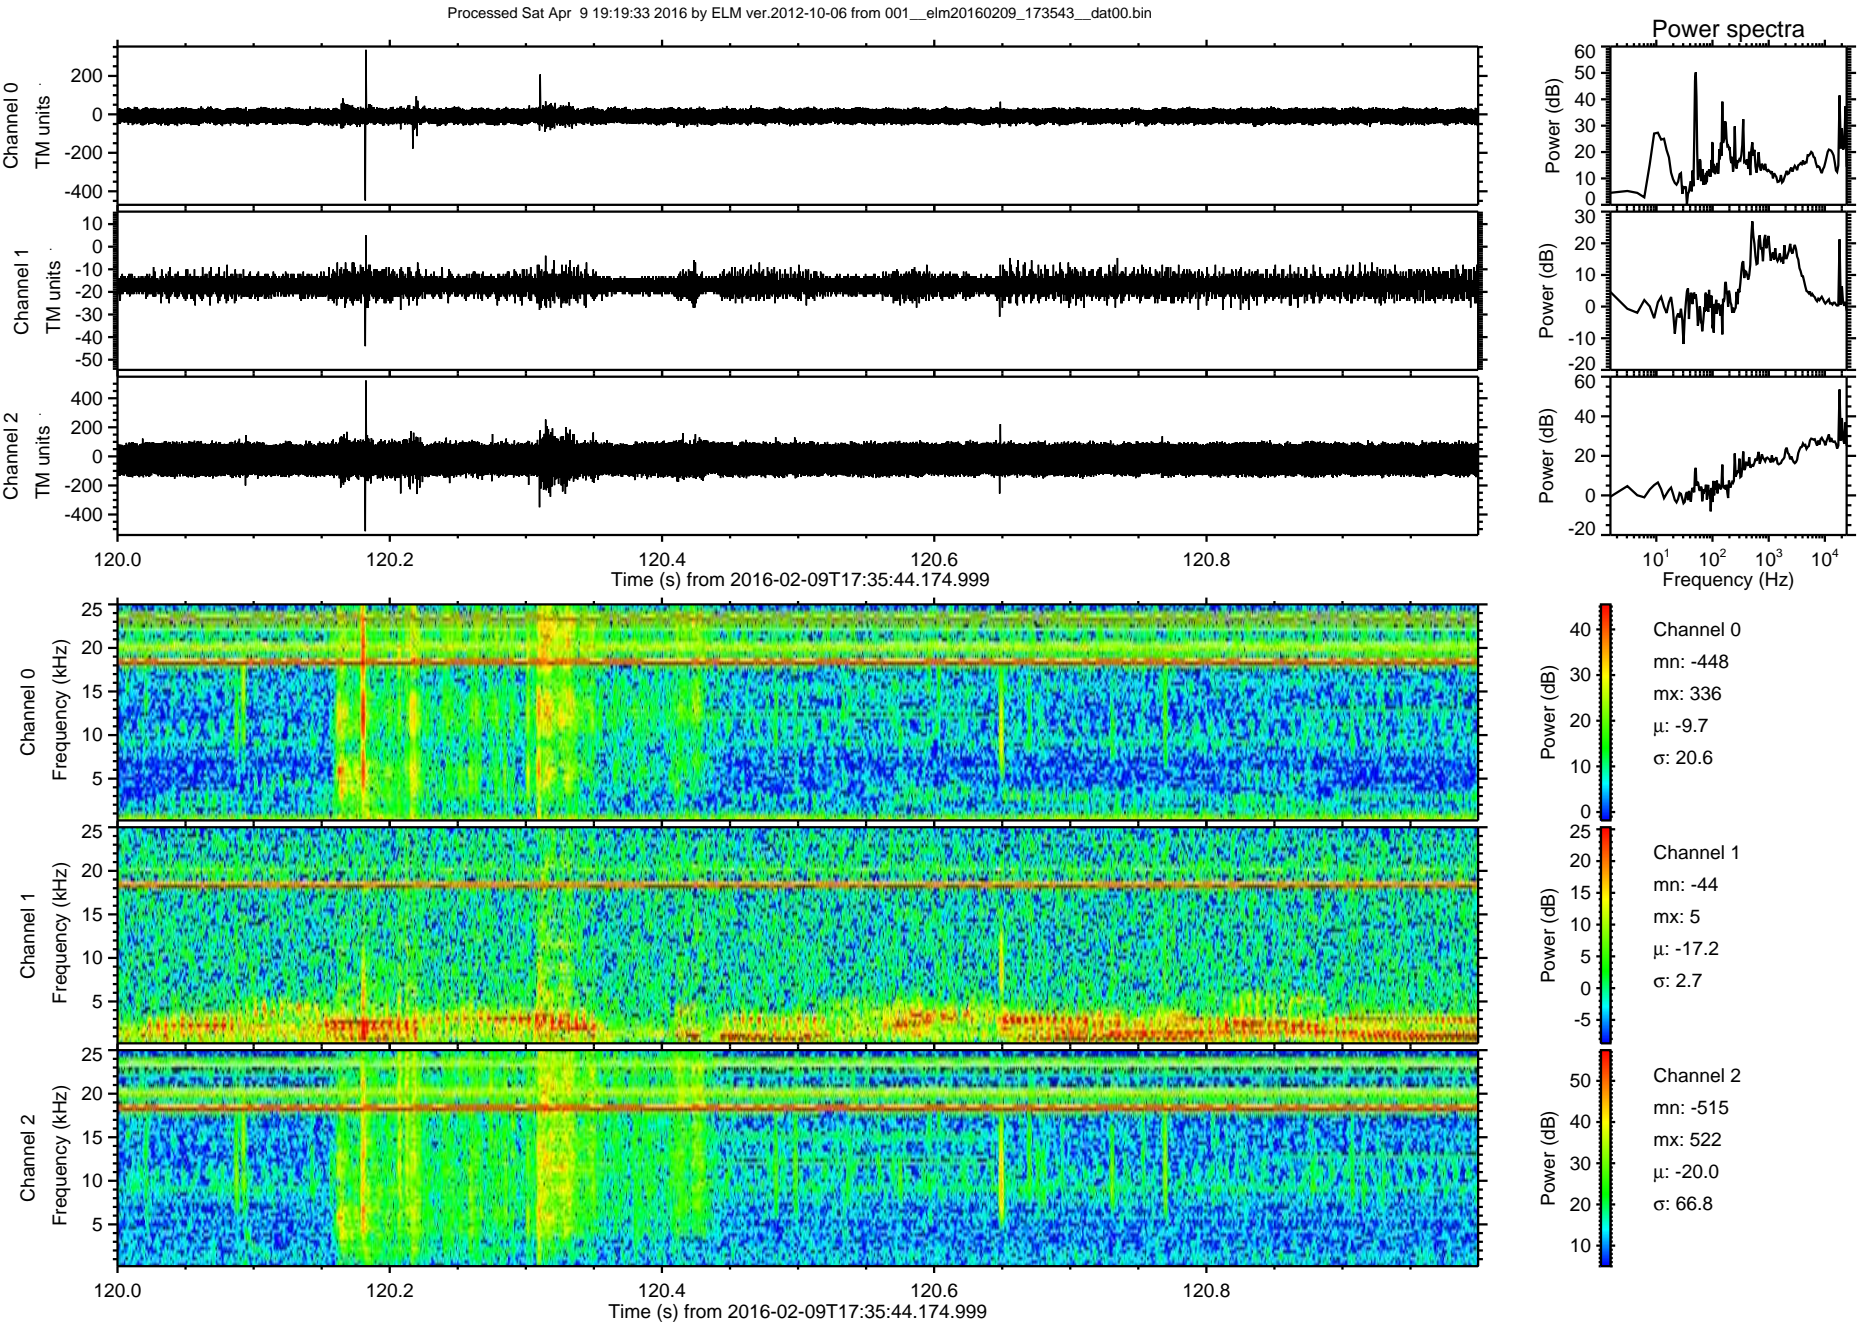 Processed Sat Apr  9 19:19:33 2016 by ELM ver.2012-10-06 from 001__elm20160209_173543__dat00.bin
Power spectra
Channel 0
TM units
200
0
-200
-400
Power (dB)
60
50
40
30
20
10
0
Channel 1
TM units
10
0
-10
-20
-30
-40
-50
Power (dB)
30
20
10
0
-10
-20
Channel 2
TM units
400
200
0
-200
-400
Power (dB)
60
40
20
0
-20
120.0 120.2 120.4 120.6 120.8
Time (s) from 2016-02-09T17:35:44.174.999
10¹ 10² 10³ 10⁴
Frequency (Hz)
Channel 0
Frequency (kHz)
25
20
15
10
5
Power (dB)
40
30
20
10
0
Channel 0
mn: -448
mx: 336
μ: -9.7
σ: 20.6
Channel 1
Frequency (kHz)
25
20
15
10
5
Power (dB)
25
20
15
10
5
0
-5
Channel 1
mn: -44
mx: 5
μ: -17.2
σ: 2.7
Channel 2
Frequency (kHz)
25
20
15
10
5
Power (dB)
50
40
30
20
10
Channel 2
mn: -515
mx: 522
μ: -20.0
σ: 66.8
120.0 120.2 120.4 120.6 120.8
Time (s) from 2016-02-09T17:35:44.174.999